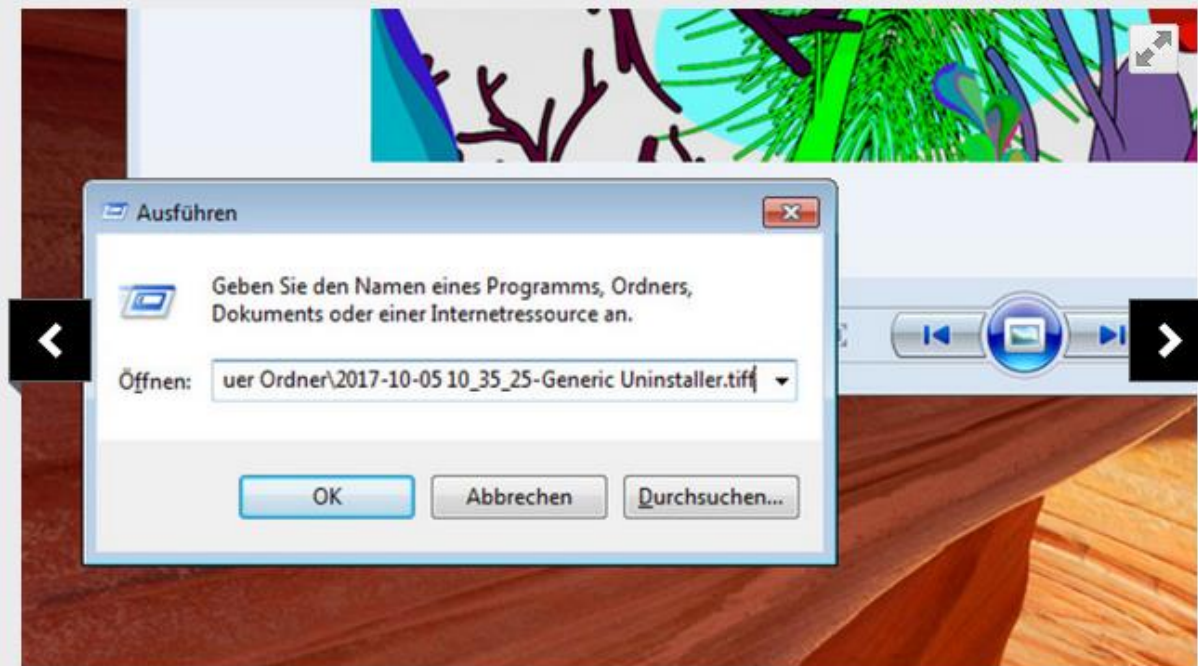 Ausführen
Geben Sie den Namen eines Programms, Ordners,
Dokuments oder einer Internetressource an.
Öffnen: uer Ordner\2017-10-05 10_35_25-Generic Uninstaller.tiff
OK Abbrechen Durchsuchen...